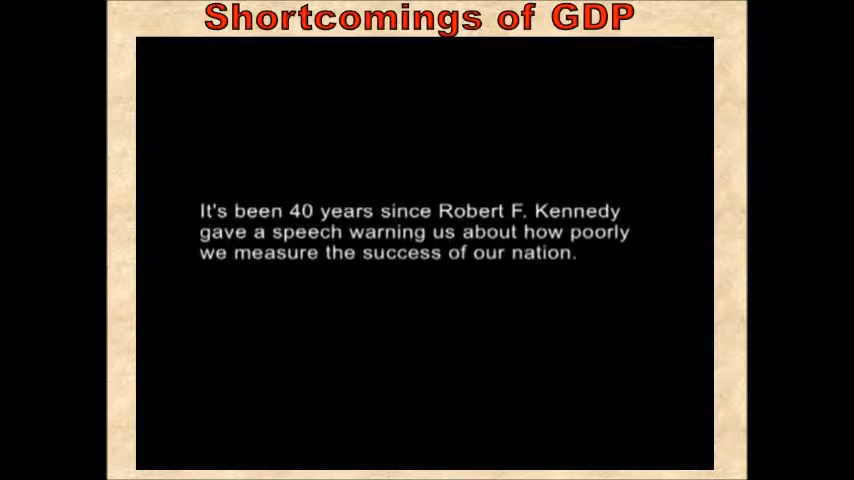 Shortcomings of GDP
It's been 40 years since Robert F. Kennedy
gave a speech warning us about how poorly
we measure the success of our nation.